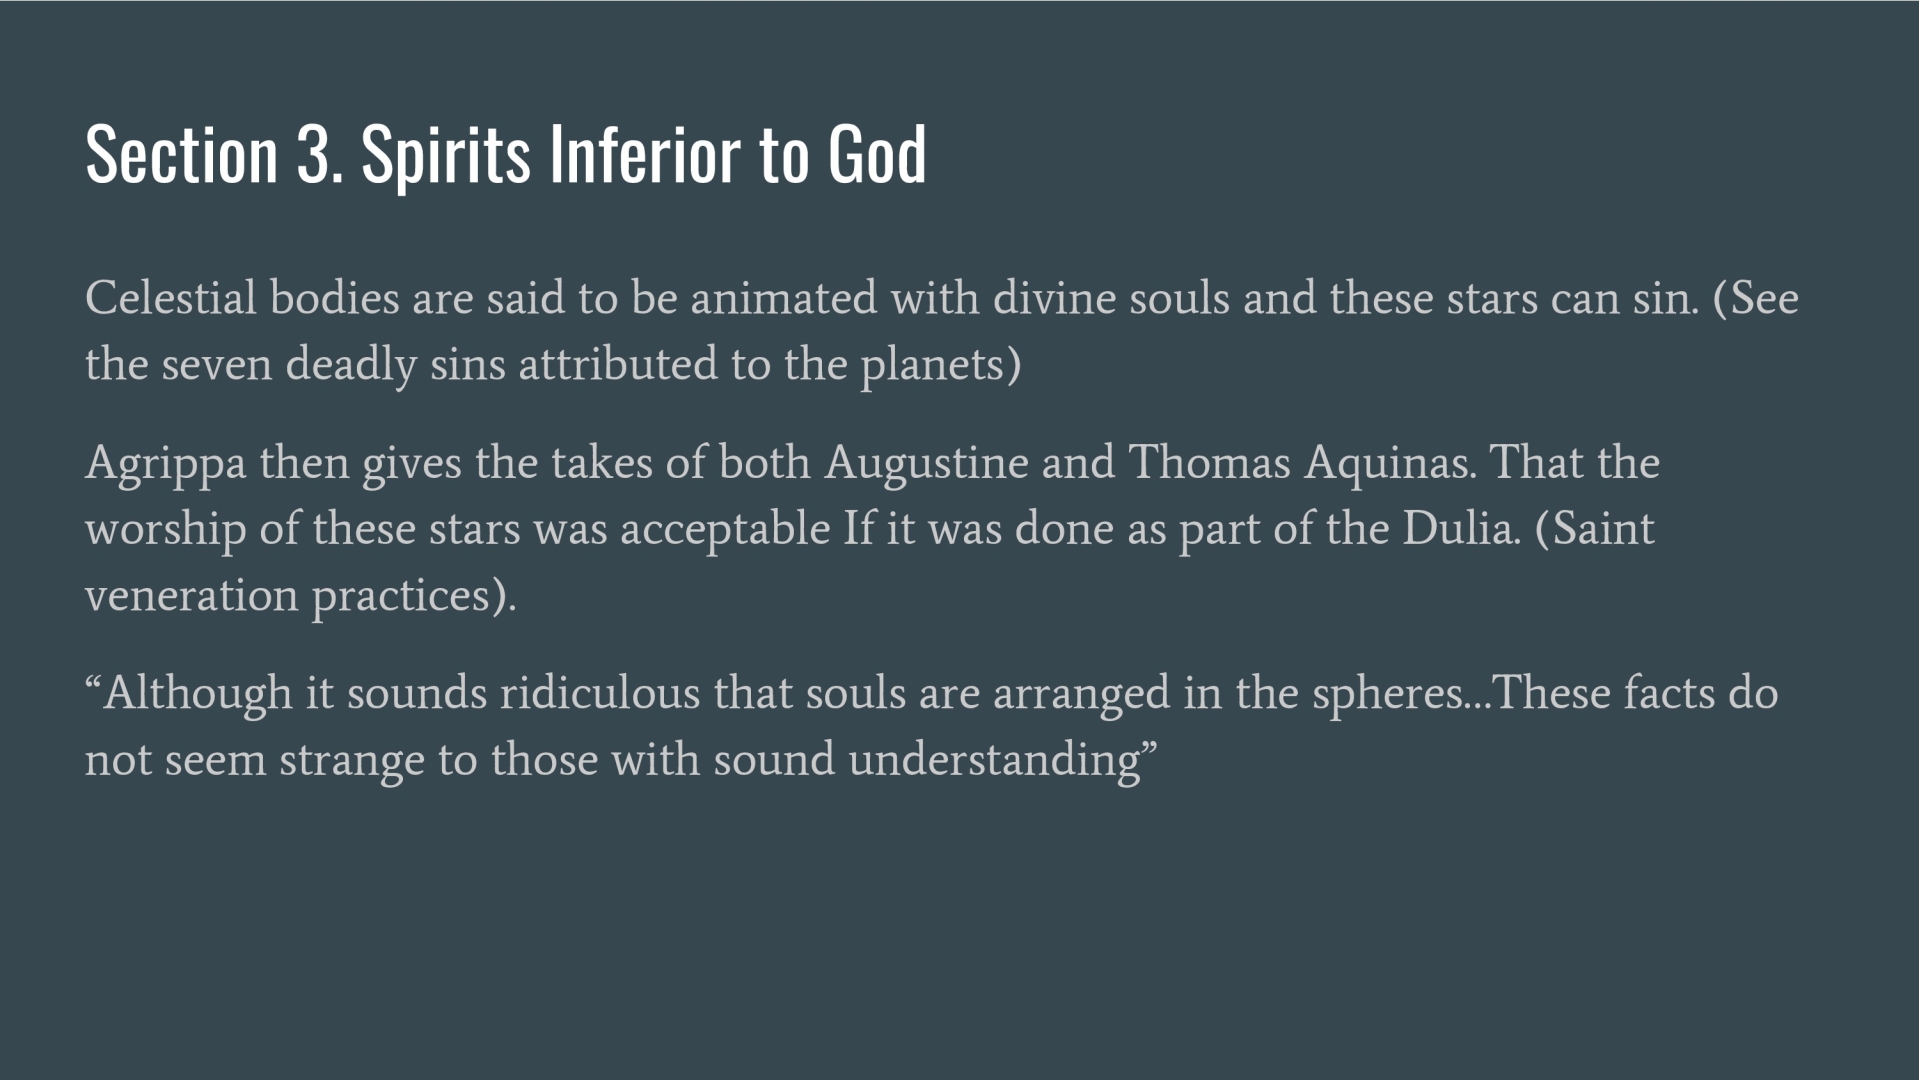 Section 3. Spirits Inferior to God
Celestial bodies are said to be animated with divine souls and these stars can sin. (See
the seven deadly sins attributed to the planets)
Agrippa then gives the takes of both Augustine and Thomas Aquinas. That the
worship of these stars was acceptable If it was done as part of the Dulia. (Saint
veneration practices).
“Although it sounds ridiculous that souls are arranged in the spheres...These facts do
not seem strange to those with sound understanding”